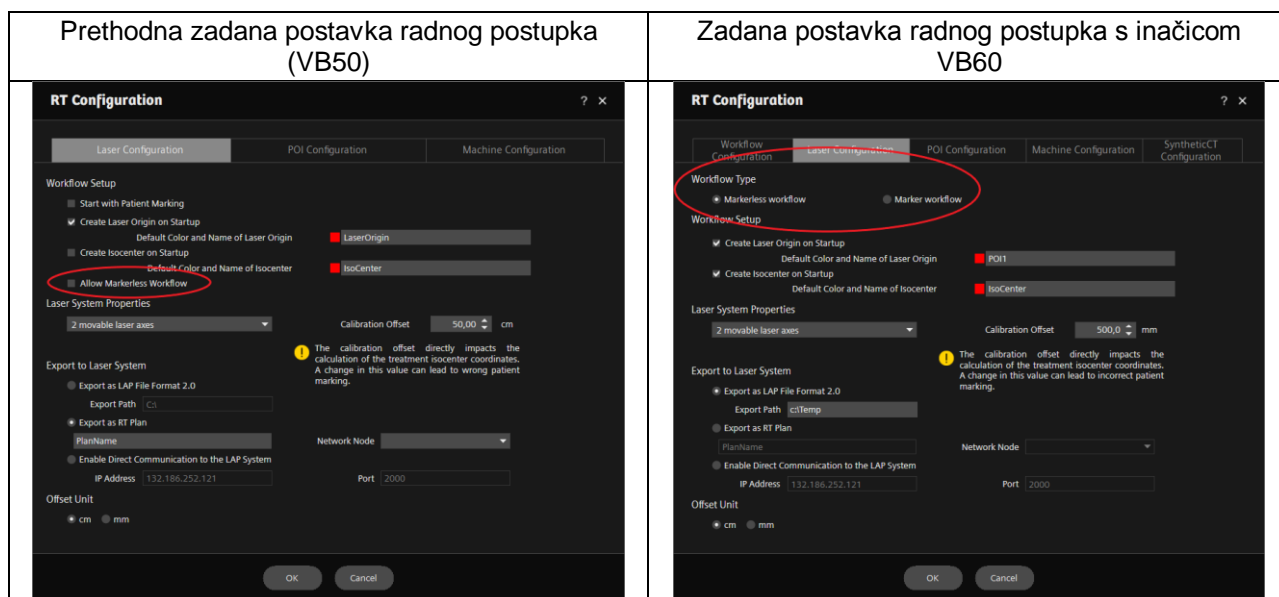 Prethodna zadana postavka radnog postupka
(VB50)
Zadana postavka radnog postupka s inačicom
VB60
RT Configuration ? ×
Laser Configuration POI Configuration Machine Configuration
Workflow Setup
Start with Patient Marking
Create Laser Origin on Startup
Default Color and Name of Laser Origin LaserOrigin
Create Isocenter on Startup
Default Color and Name of Isocenter IsoCenter
Allow Markerless Workflow
Laser System Properties
2 movable laser axes Calibration Offset 50,00 cm
! The calibration offset directly impacts the
calculation of the treatment isocenter coordinates.
A change in this value can lead to wrong patient
marking.
Export to Laser System
Export as LAP File Format 2.0
Export Path C:\
Export as RT Plan
PlanName Network Node
Enable Direct Communication to the LAP System
IP Address 132.186.252.121 Port 2000
Offset Unit
cm mm
OK Cancel
RT Configuration ? ×
Workflow
Configuration Laser Configuration POI Configuration Machine Configuration SyntheticCT
Configuration
Workflow Type
Markerless workflow Marker workflow
Workflow Setup
Create Laser Origin on Startup
Default Color and Name of Laser Origin POI1
Create Isocenter on Startup
Default Color and Name of Isocenter IsoCenter
Laser System Properties
2 movable laser axes Calibration Offset 500,0 mm
! The calibration offset directly impacts the
calculation of the treatment isocenter coordinates.
A change in this value can lead to incorrect patient
marking.
Export to Laser System
Export as LAP File Format 2.0
Export Path c:\Temp
Export as RT Plan
PlanName Network Node
Enable Direct Communication to the LAP System
IP Address 132.186.252.121 Port 2000
Offset Unit
cm mm
OK Cancel